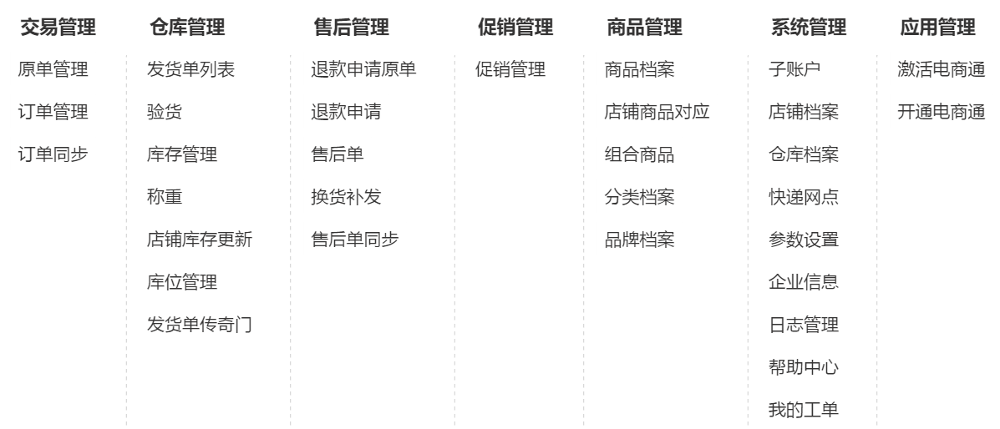 交易管理
原单管理
订单管理
订单同步
仓库管理
发货单列表
验货
库存管理
称重
店铺库存更新
库位管理
发货单传奇门
售后管理
退款申请原单
退款申请
售后单
换货补发
售后单同步
促销管理
促销管理
商品管理
商品档案
店铺商品对应
组合商品
分类档案
品牌档案
系统管理
子账户
店铺档案
仓库档案
快递网点
参数设置
企业信息
日志管理
帮助中心
我的工单
应用管理
激活电商通
开通电商通